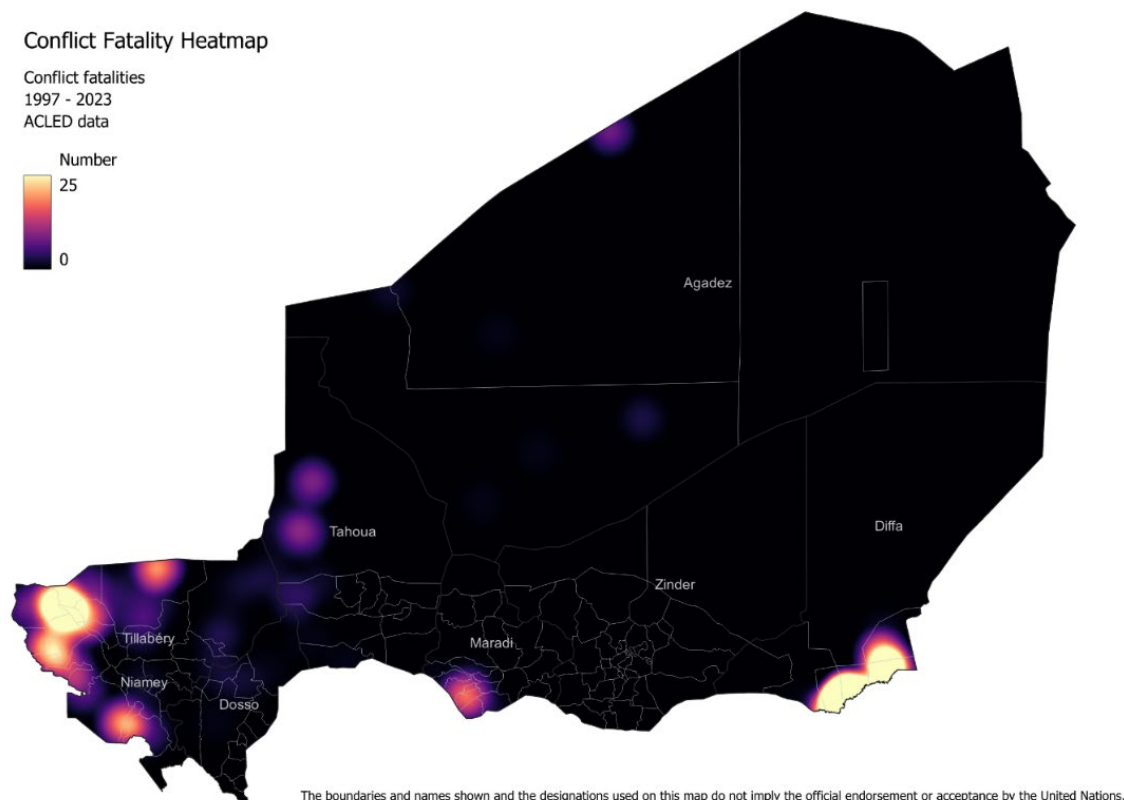 Conflict Fatality Heatmap
Conflict fatalities
1997 - 2023
ACLED data
Number
25
0
Agadez
Tahoua
Diffa
Zinder
Tillabéry
Maradi
Niamey
Dosso
The boundaries and names shown and the designations used on this map do not imply the official endorsement or acceptance by the United Nations.